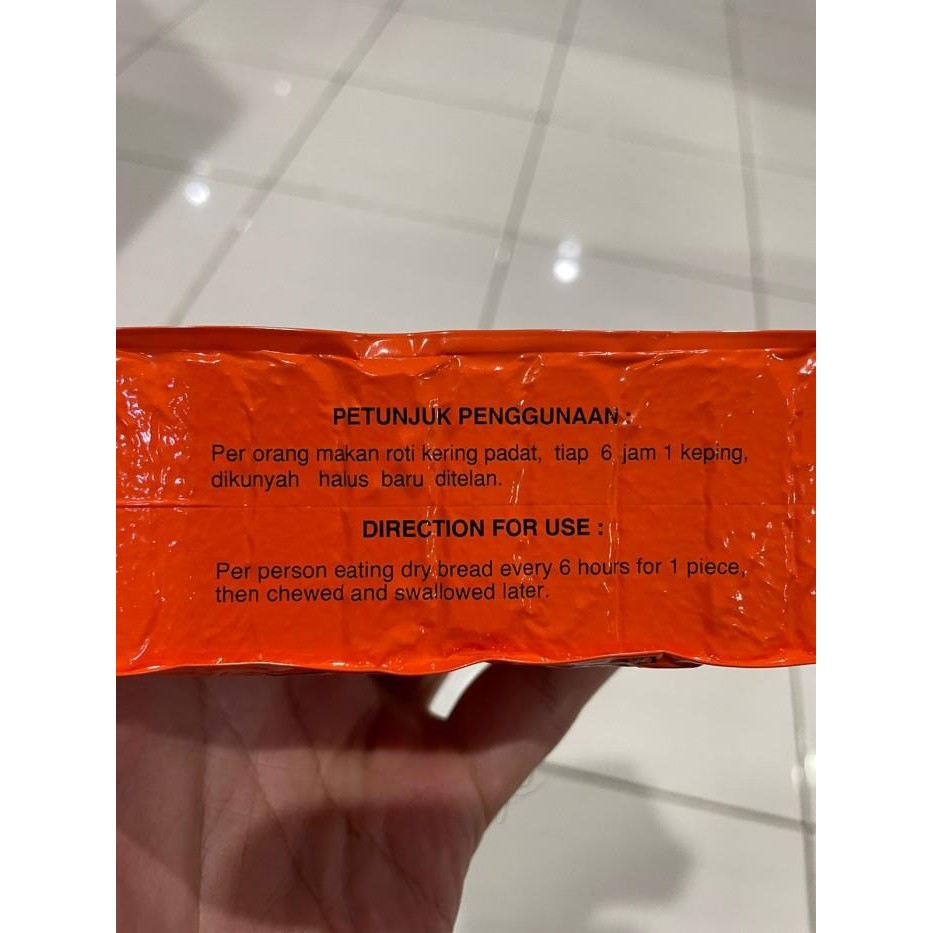 PETUNJUK PENGGUNAAN :
Per orang makan roti kering padat, tiap 6 jam 1 keping,
dikunyah halus baru ditelan.
DIRECTION FOR USE :
Per person eating dry bread every 6 hours for 1 piece,
then chewed and swallowed later.